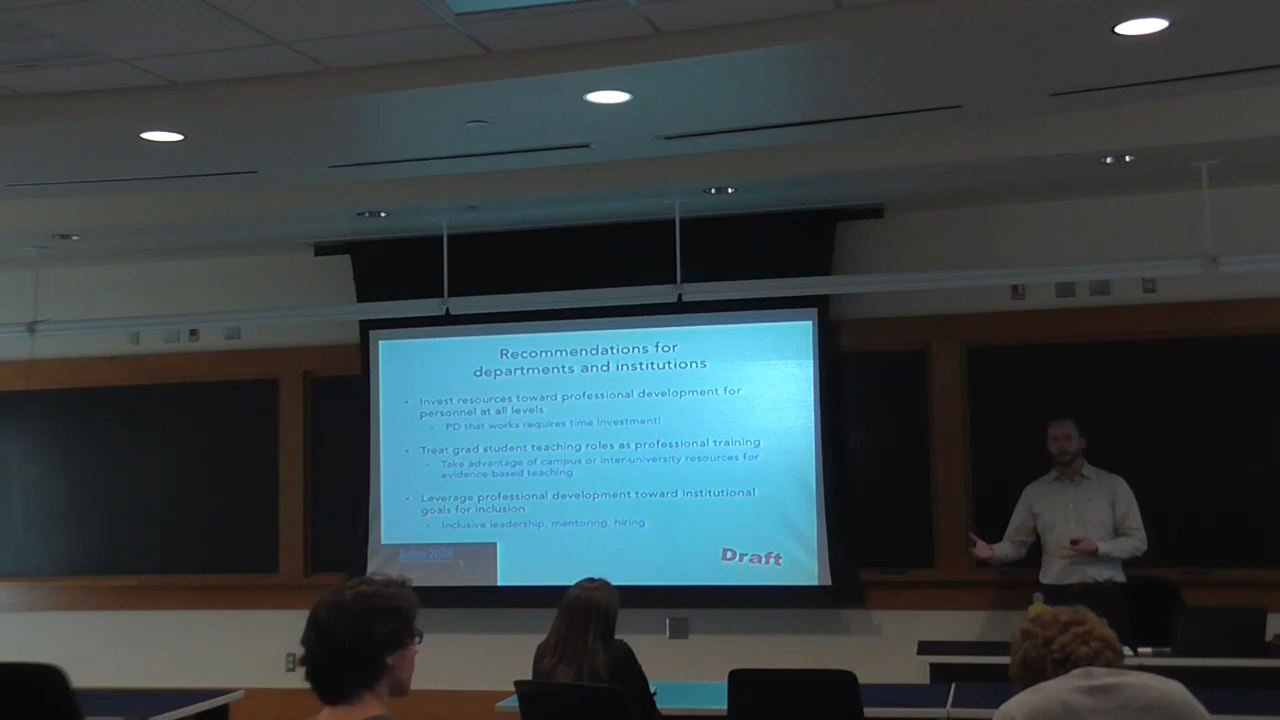 Recommendations for
departments and institutions
• Invest resources toward professional development for
personnel at all levels
◦ PD that works requires time investment!
• Treat grad student teaching roles as professional training
◦ Take advantage of campus or inter-university resources for
evidence-based teaching
• Leverage professional development toward institutional
goals for inclusion
◦ Inclusive leadership, mentoring, hiring
Astro2020
Draft